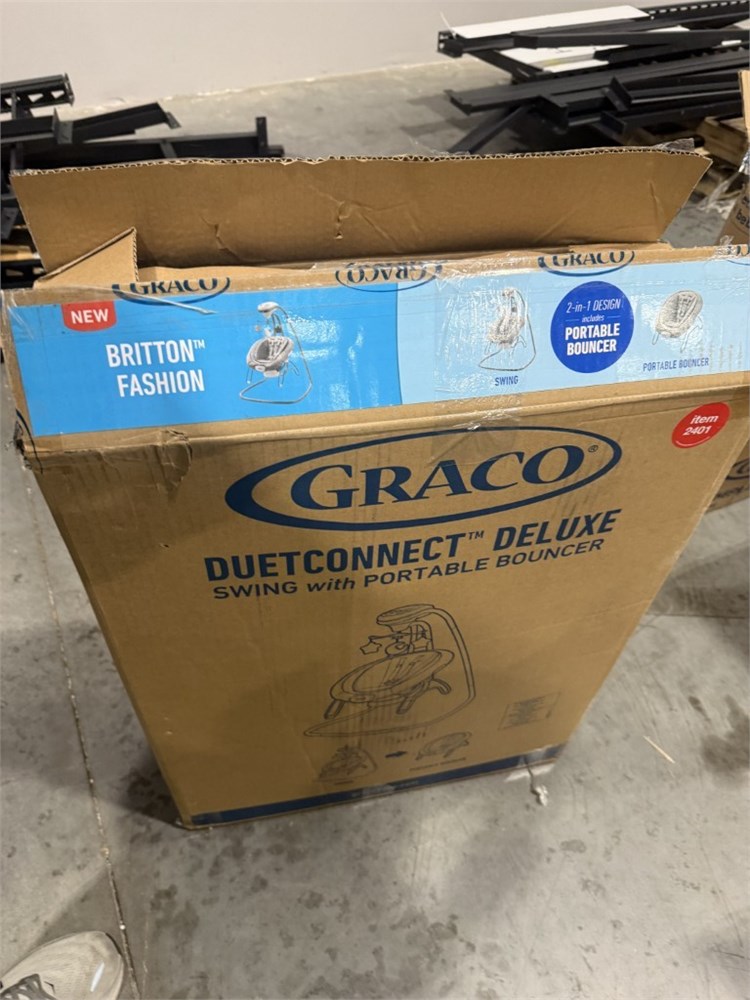 GRACO
GRACO
GRACO
NEW
BRITTON™
FASHION
SWING
2-in-1 DESIGN
includes
PORTABLE
BOUNCER
PORTABLE BOUNCER
item
2401
GRACO®
DUETCONNECT™ DELUXE
SWING with PORTABLE BOUNCER